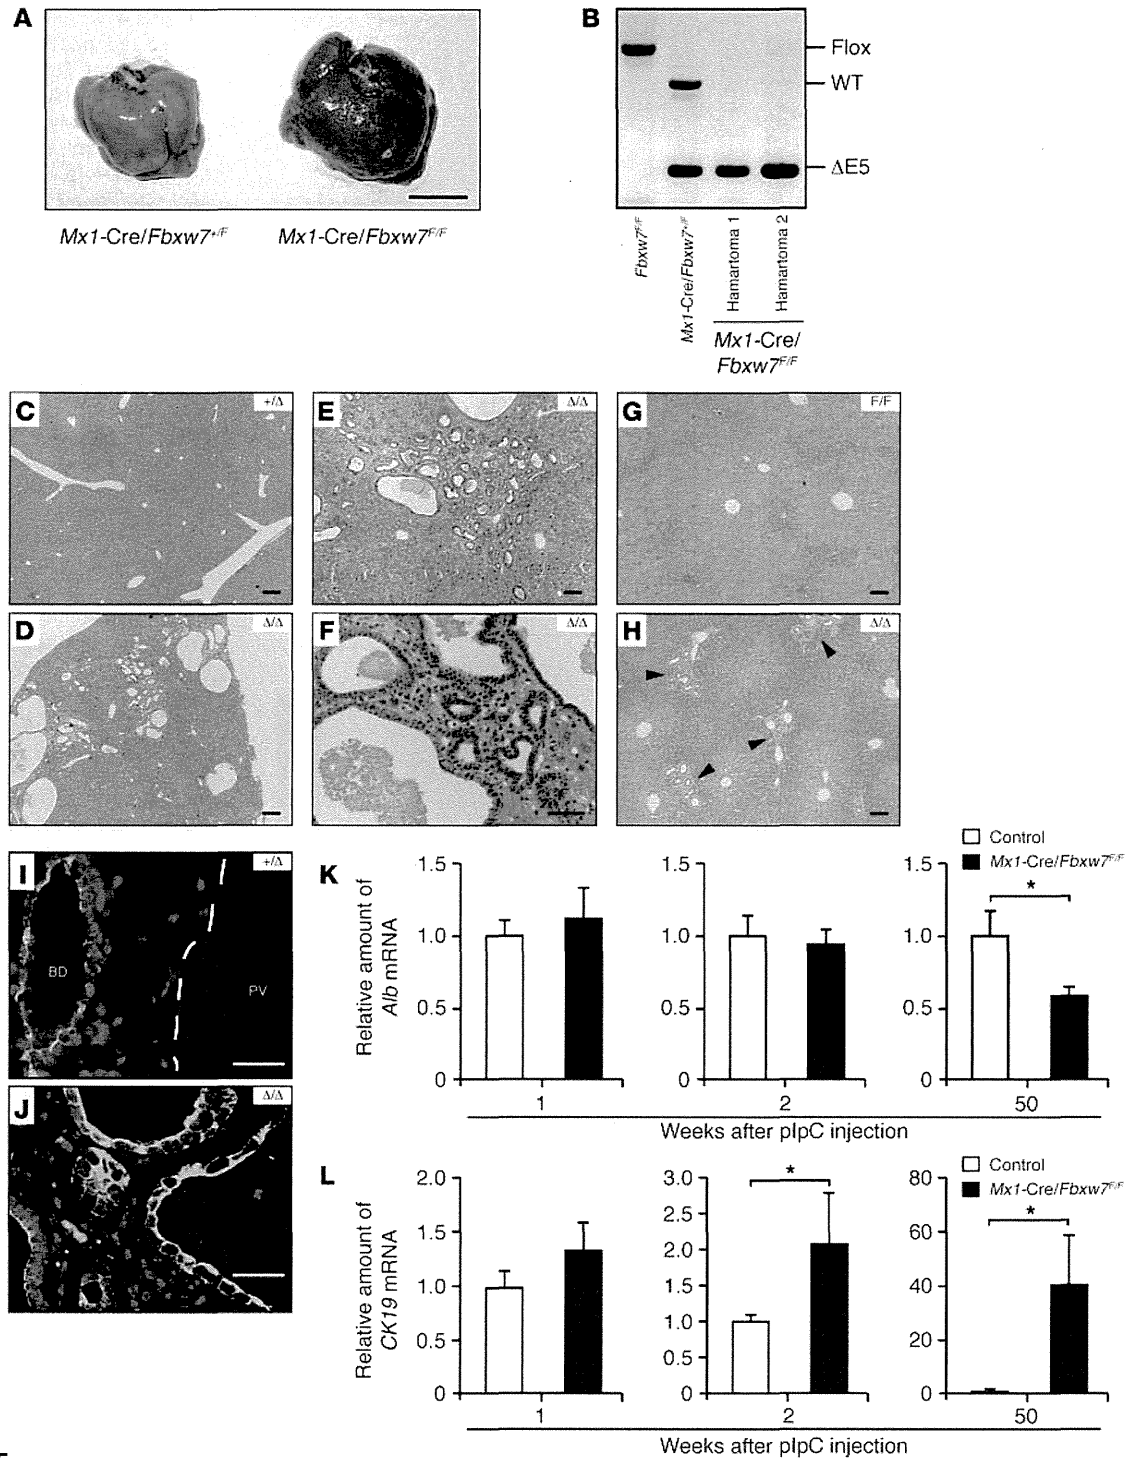 A
Mx1-Cre/Fbxw7+/F
Mx1-Cre/Fbxw7F/F
B
Flox
WT
ΔE5
Fbxw7F/F
Mx1-Cre/Fbxw7+/F
Hamartoma 1
Hamartoma 2
Mx1-Cre/
Fbxw7F/F
C
+/Δ
E
Δ/Δ
G
F/F
D
Δ/Δ
F
Δ/Δ
H
Δ/Δ
I
+/Δ
BD
PV
J
Δ/Δ
K
Control
Mx1-Cre/Fbxw7F/F
Relative amount of
Alb mRNA
1.5
1.0
0.5
0
1
1.5
1.0
0.5
0
2
1.5
1.0
0.5
0
*
50
Weeks after pIpC injection
L
Control
Mx1-Cre/Fbxw7F/F
Relative amount of
CK19 mRNA
2.0
1.5
1.0
0.5
0
1
3.0
2.5
2.0
1.5
1.0
0.5
0
*
2
80
60
40
20
0
*
50
Weeks after pIpC injection